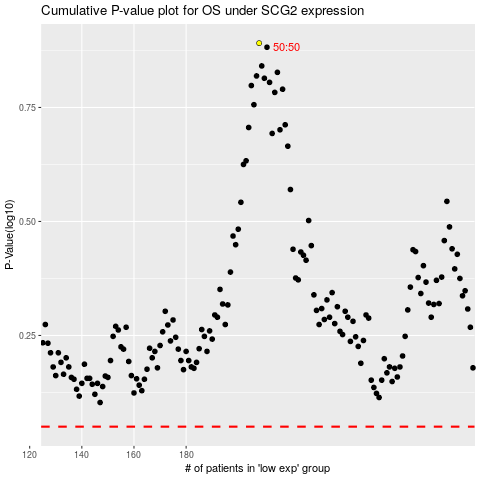 Cumulative P-value plot for OS under SCG2 expression
50:50
0.75
0.50
0.25
P-Value(log10)
120 140 160 180
# of patients in 'low exp' group